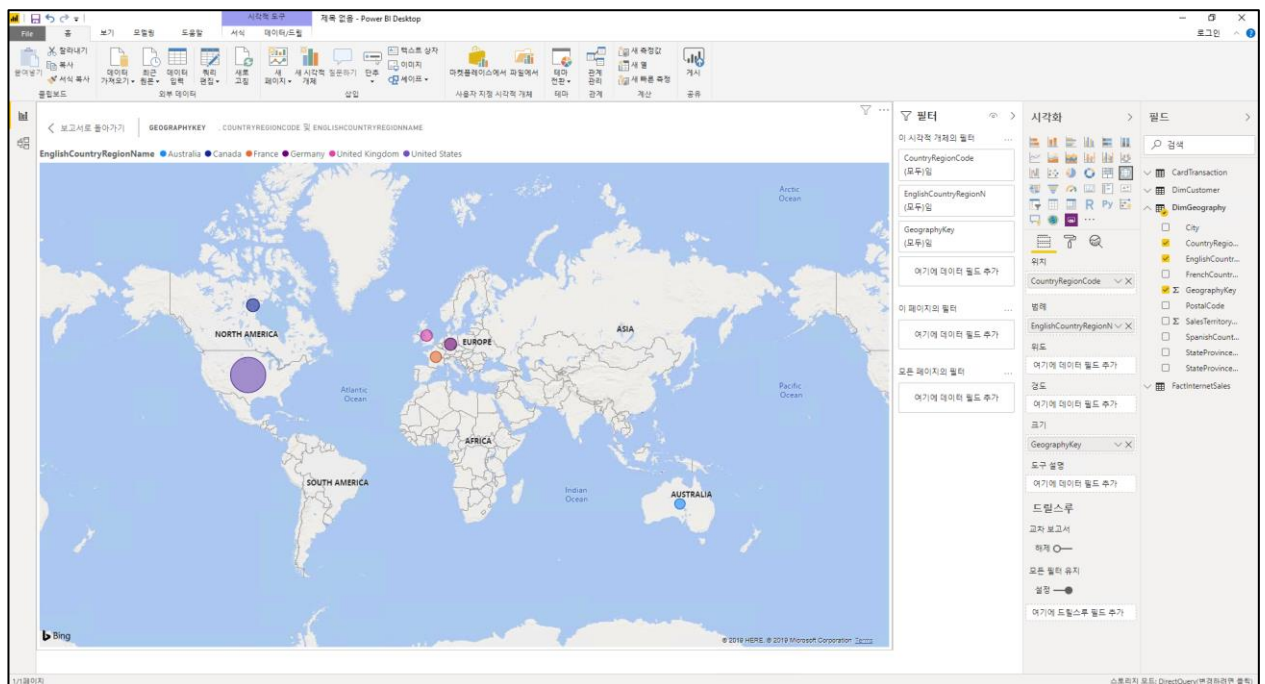 시각적 도구
제목 없음 - Power BI Desktop
File 홈 보기 모델링 도움말 서식 데이터/드릴 로그인
붙여넣기 잘라내기 복사 서식 복사
클립보드
데이터 가져오기 최근 원본 데이터 입력 쿼리 편집 새로 고침
외부 데이터
새 페이지 새 시각적 개체 질문하기 단추 텍스트 상자 이미지 셰이프
삽입
마켓플레이스에서 파일에서
사용자 지정 시각적 개체
테마 전환
테마
관계 관리
관계
새 측정값 새 열 새 빠른 측정
계산
게시
공유
보고서로 돌아가기 GEOGRAPHYKEY , COUNTRYREGIONCODE 및 ENGLISHCOUNTRYREGIONNAME
EnglishCountryRegionName Australia Canada France Germany United Kingdom United States
Arctic
Ocean
NORTH AMERICA
EUROPE
ASIA
Atlantic
Ocean
Pacific
Ocean
AFRICA
SOUTH AMERICA
Indian
Ocean
AUSTRALIA
Bing
© 2019 HERE, © 2019 Microsoft Corporation Terms
필터
이 시각적 개체의 필터
CountryRegionCode
(모두)임
EnglishCountryRegionN
(모두)임
GeographyKey
(모두)임
여기에 데이터 필드 추가
이 페이지의 필터
여기에 데이터 필드 추가
모든 페이지의 필터
여기에 데이터 필드 추가
시각화
R Py
위치
CountryRegionCode
범례
EnglishCountryRegionN
위도
여기에 데이터 필드 추가
경도
여기에 데이터 필드 추가
크기
GeographyKey
도구 설명
여기에 데이터 필드 추가
드릴스루
교차 보고서
해제
모든 필터 유지
설정
여기에 드릴스루 필드 추가
필드
검색
CardTransaction
DimCustomer
DimGeography
City
CountryRegio...
EnglishCountr...
FrenchCountr...
Σ GeographyKey
PostalCode
Σ SalesTerritory...
SpanishCount...
StateProvince...
StateProvince...
FactInternetSales
1/1페이지
스토리지 모드: DirectQuery(변경하려면 클릭)